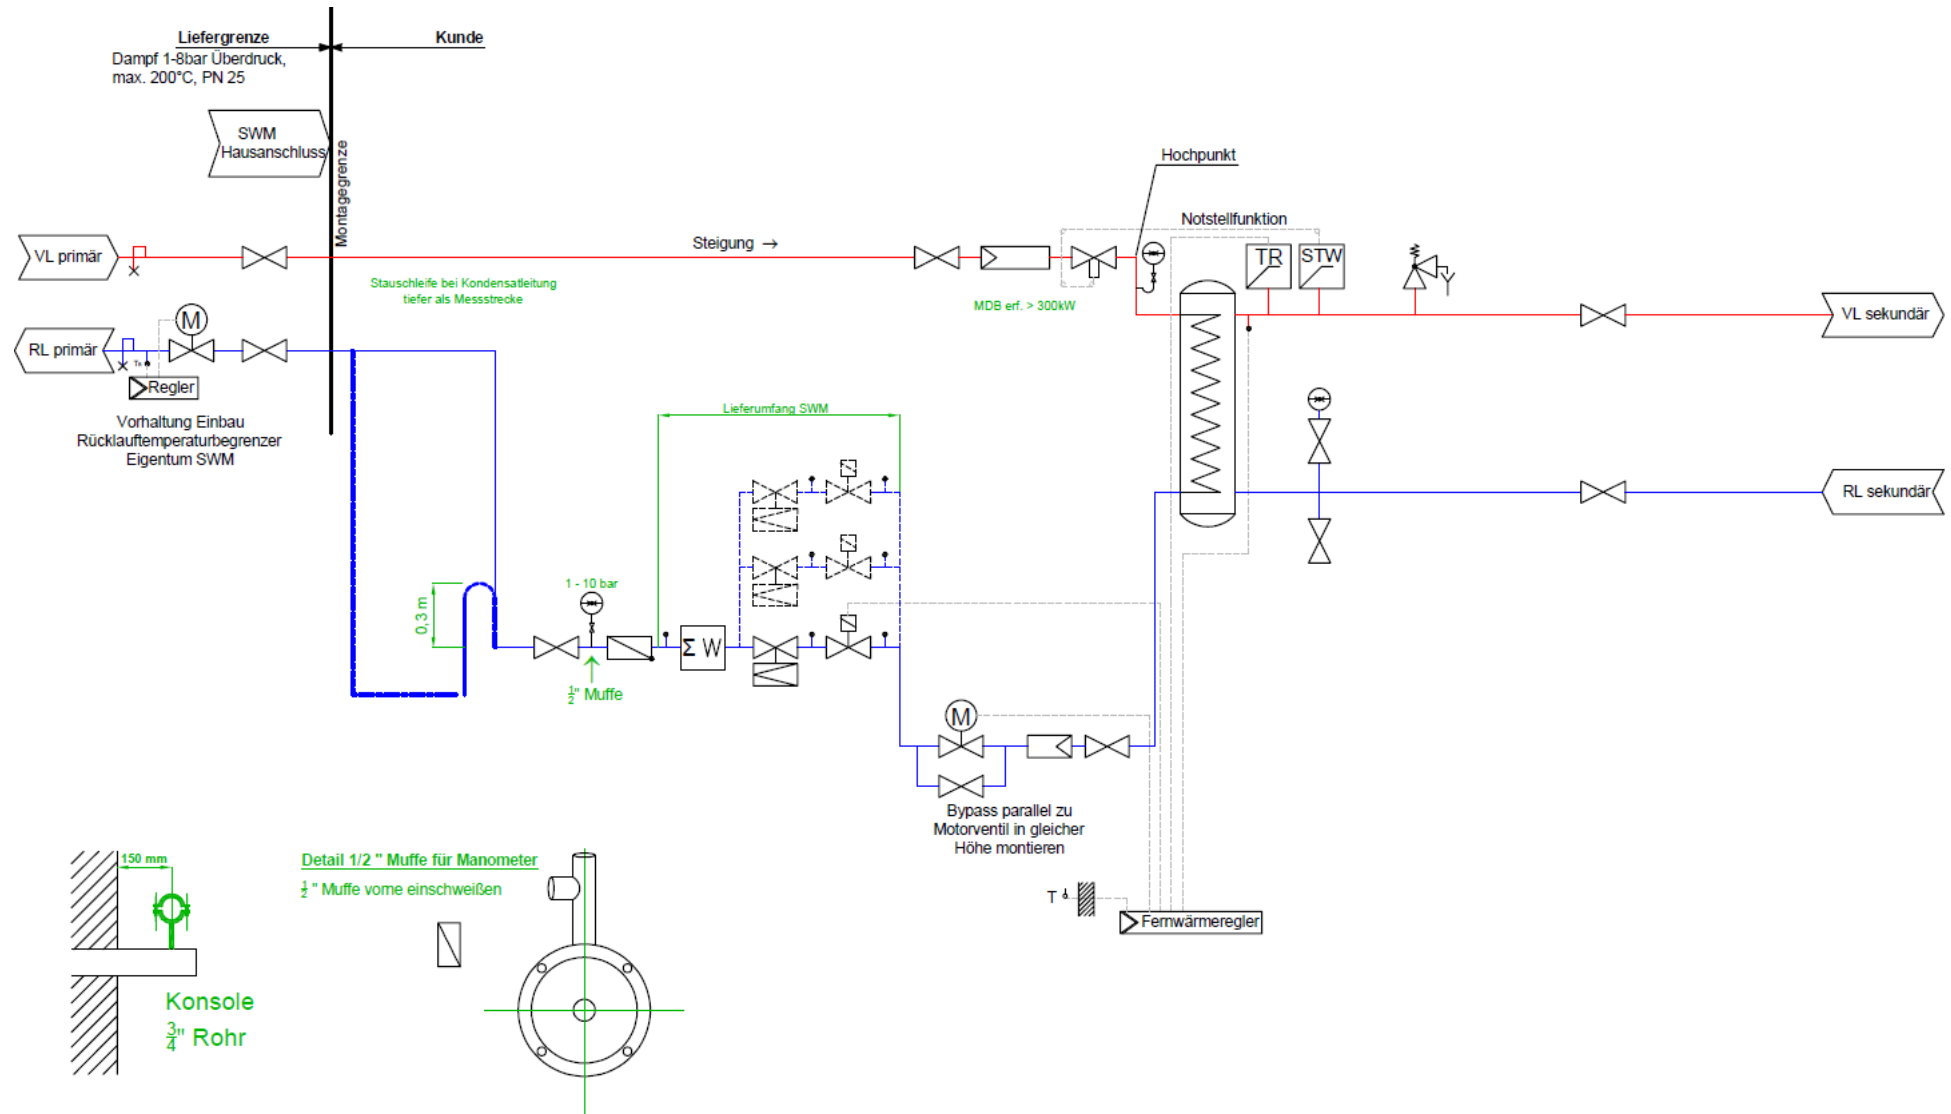 Liefergrenze
Kunde
Dampf 1-8bar Überdruck,
max. 200°C, PN 25
SWM
Hausanschluss
Montagegrenze
Hochpunkt
Notstellfunktion
VL primär
Steigung →
TR
STW
Stauschleife bei Kondensatleitung
tiefer als Messstrecke
MDB erf. > 300kW
VL sekundär
M
RL primär
TR
Regler
Vorhaltung Einbau
Rücklauftemperaturbegrenzer
Eigentum SWM
Lieferumfang SWM
RL sekundär
1 - 10 bar
0,3 m
Σ W
1/2" Muffe
M
Bypass parallel zu
Motorventil in gleicher
Höhe montieren
150 mm
Detail 1/2 " Muffe für Manometer
1/2 " Muffe vorne einschweißen
T
Fernwärmeregler
Konsole
3/4" Rohr